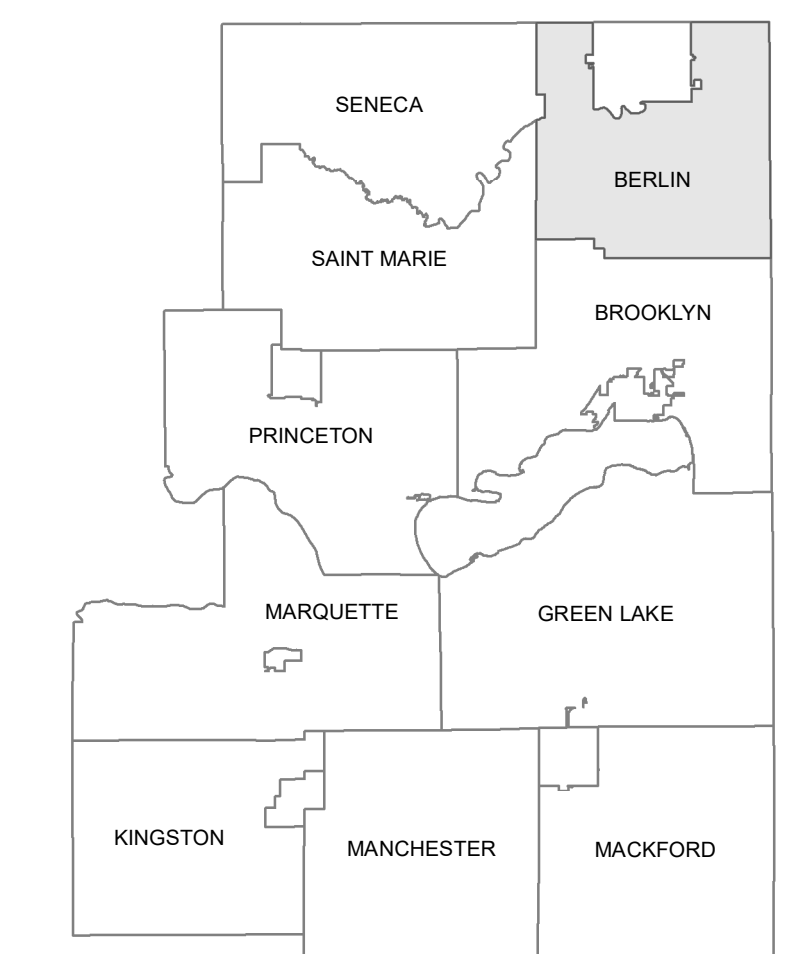 SENECA
BERLIN
SAINT MARIE
BROOKLYN
PRINCETON
MARQUETTE
GREEN LAKE
KINGSTON
MANCHESTER
MACKFORD